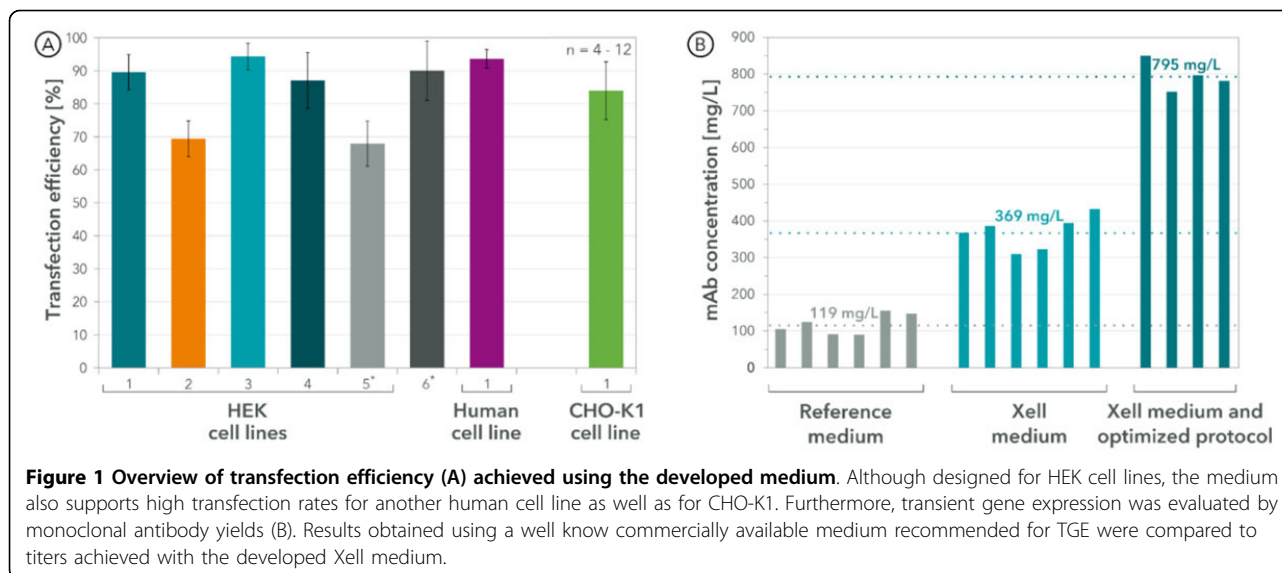 A
Transfection efficiency [%]
100
90
80
70
60
50
40
30
20
10
0
n = 4 - 12
1 2 3 4 5* 6* 1 1
HEK
cell lines
Human
cell line
CHO-K1
cell line
B
mAb concentration [mg/L]
900
800
700
600
500
400
300
200
100
0
795 mg/L
369 mg/L
119 mg/L
Reference
medium
Xell
medium
Xell medium and
optimized protocol
Figure 1 Overview of transfection efficiency (A) achieved using the developed medium. Although designed for HEK cell lines, the medium
also supports high transfection rates for another human cell line as well as for CHO-K1. Furthermore, transient gene expression was evaluated by
monoclonal antibody yields (B). Results obtained using a well know commercially available medium recommended for TGE were compared to
titers achieved with the developed Xell medium.